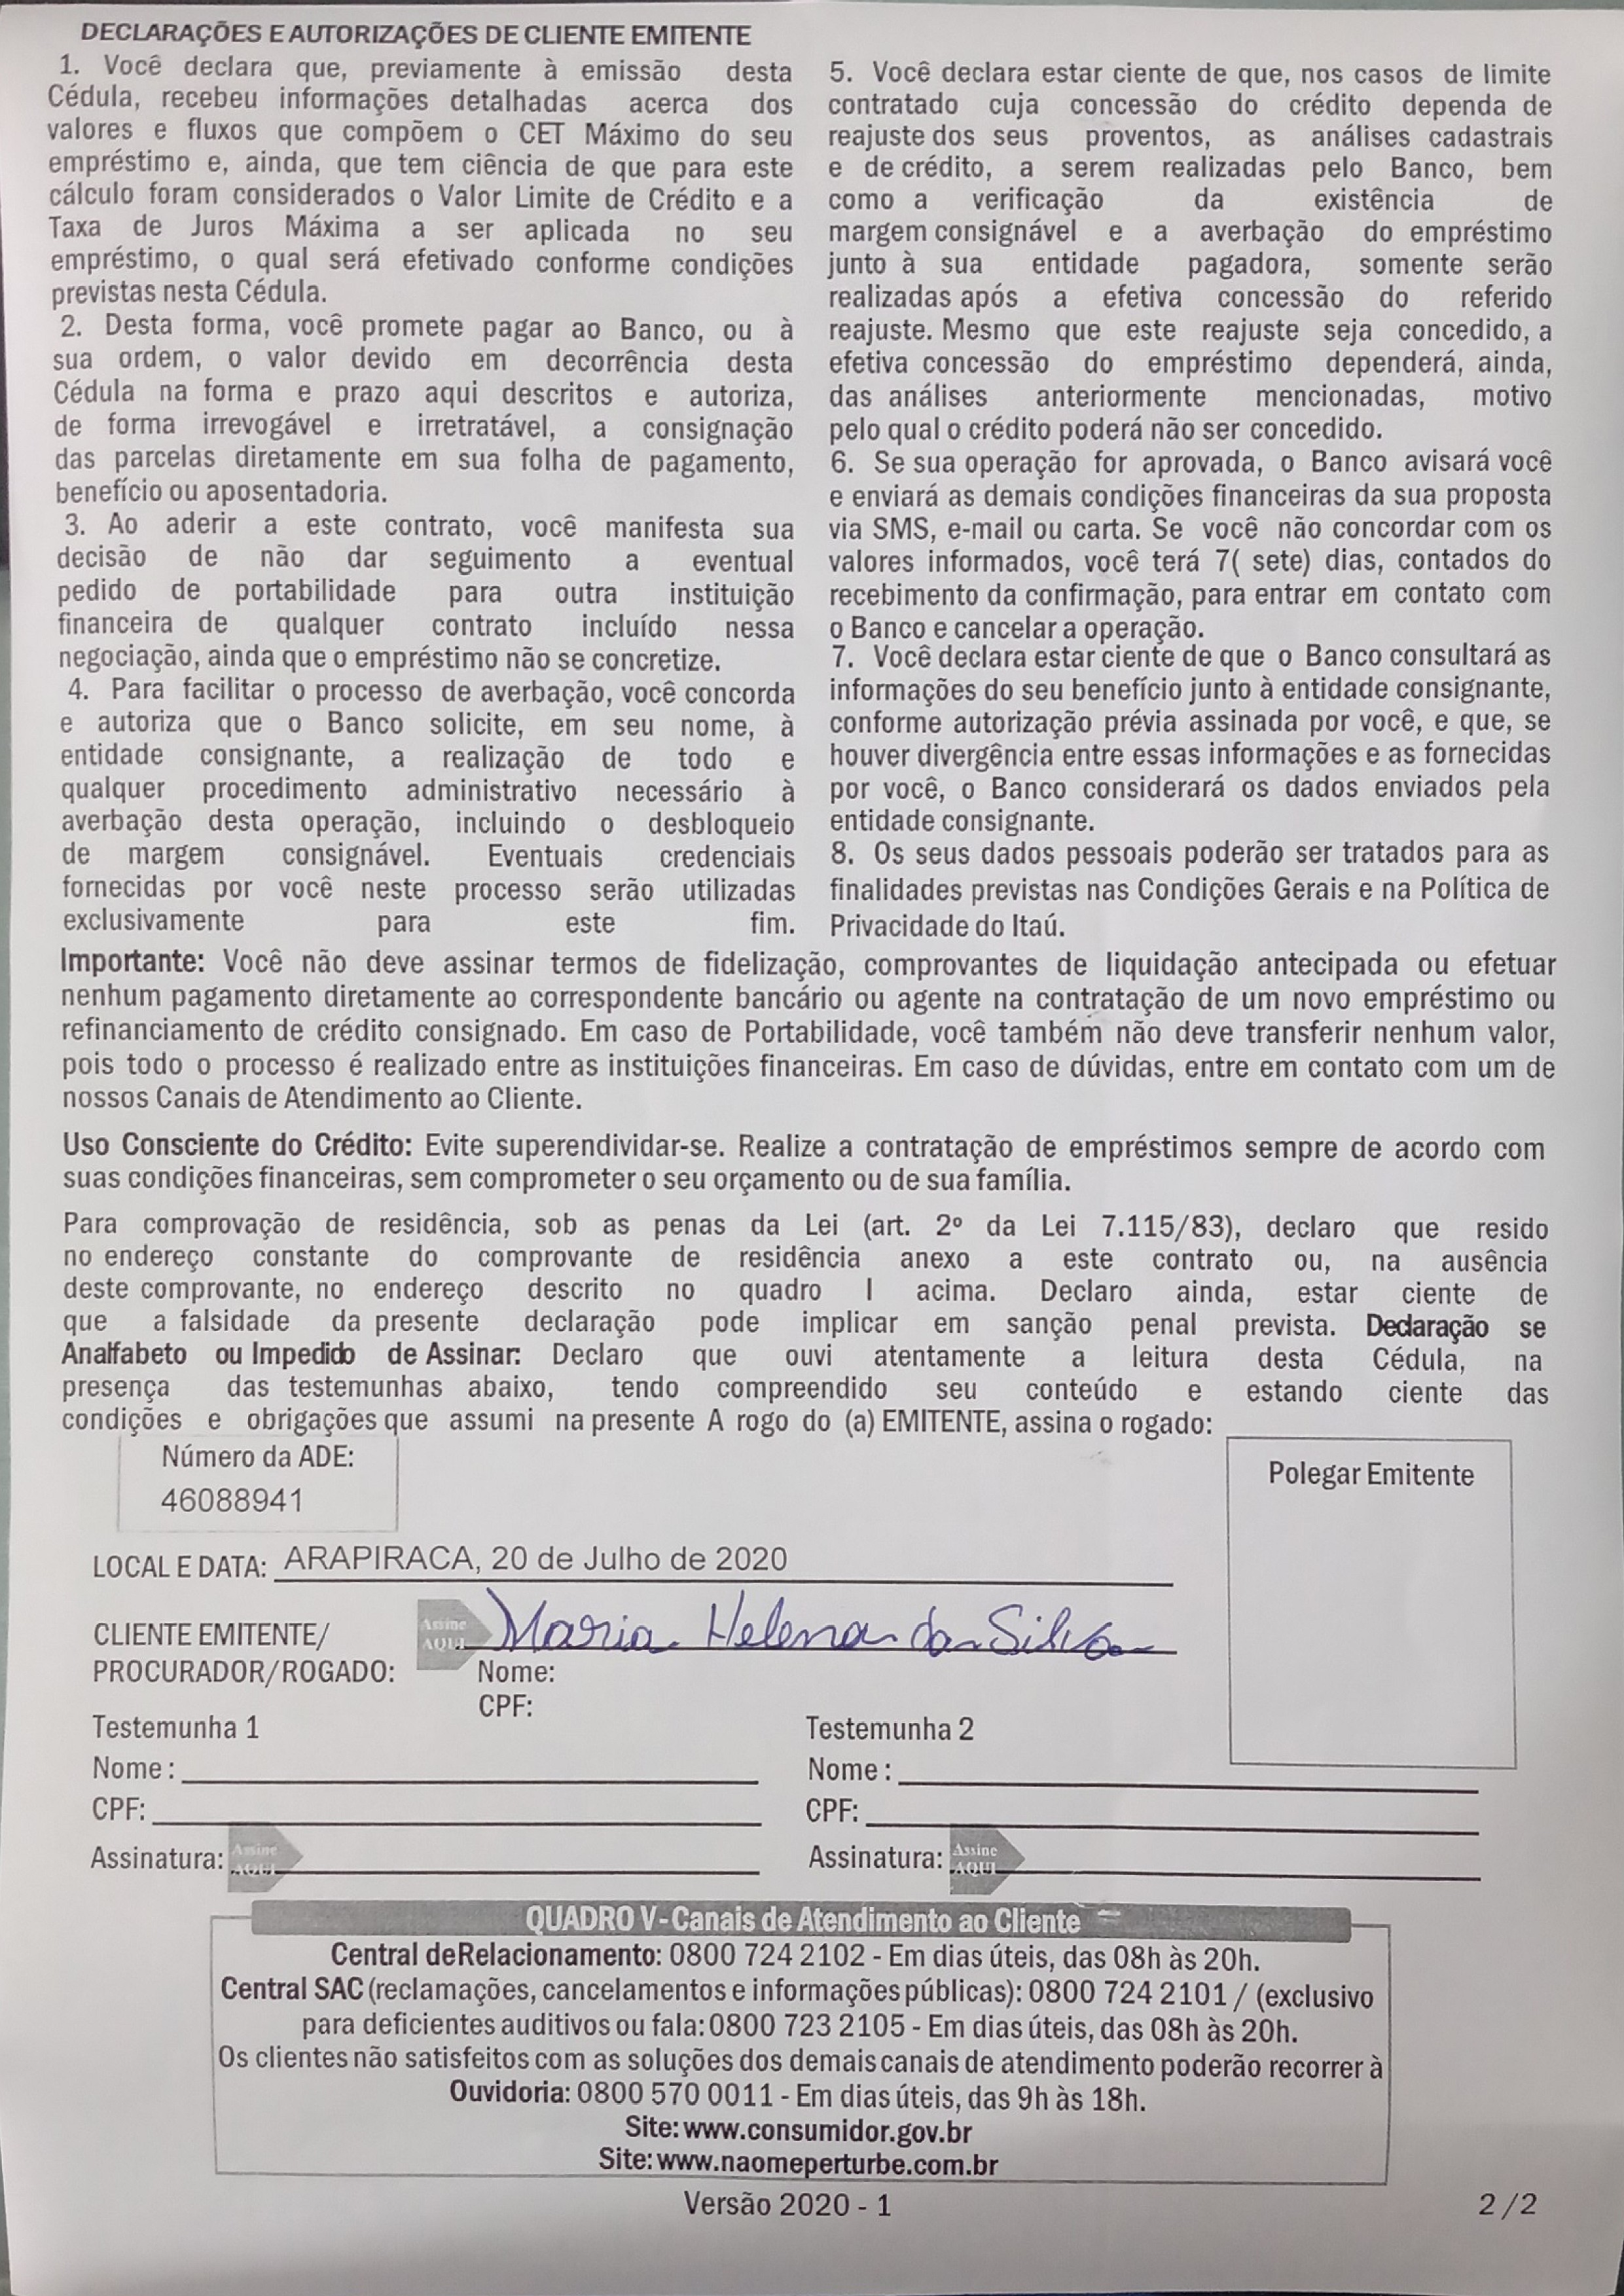 DECLARAÇÕES E AUTORIZAÇÕES DE CLIENTE EMITENTE
1. Você declara que, previamente à emissão desta
Cédula, recebeu informações detalhadas acerca dos
valores e fluxos que compõem o CET Máximo do seu
empréstimo e, ainda, que tem ciência de que para este
cálculo foram considerados o Valor Limite de Crédito e a
Taxa de Juros Máxima a ser aplicada no seu
empréstimo, o qual será efetivado conforme condições
previstas nesta Cédula.
2. Desta forma, você promete pagar ao Banco, ou à
sua ordem, o valor devido em decorrência desta
Cédula na forma e prazo aqui descritos e autoriza,
de forma irrevogável e irretratável, a consignação
das parcelas diretamente em sua folha de pagamento,
benefício ou aposentadoria.
3. Ao aderir a este contrato, você manifesta sua
decisão de não dar seguimento a eventual
pedido de portabilidade para outra instituição
financeira de qualquer contrato incluído nessa
negociação, ainda que o empréstimo não se concretize.
4. Para facilitar o processo de averbação, você concorda
e autoriza que o Banco solicite, em seu nome, à
entidade consignante, a realização de todo e
qualquer procedimento administrativo necessário à
averbação desta operação, incluindo o desbloqueio
de margem consignável. Eventuais credenciais
fornecidas por você neste processo serão utilizadas
exclusivamente para este fim.
5. Você declara estar ciente de que, nos casos de limite
contratado cuja concessão do crédito dependa de
reajuste dos seus proventos, as análises cadastrais
e de crédito, a serem realizadas pelo Banco, bem
como a verificação da existência de
margem consignável e a averbação do empréstimo
junto à sua entidade pagadora, somente serão
realizadas após a efetiva concessão do referido
reajuste. Mesmo que este reajuste seja concedido, a
efetiva concessão do empréstimo dependerá, ainda,
das análises anteriormente mencionadas, motivo
pelo qual o crédito poderá não ser concedido.
6. Se sua operação for aprovada, o Banco avisará você
e enviará as demais condições financeiras da sua proposta
via SMS, e-mail ou carta. Se você não concordar com os
valores informados, você terá 7( sete) dias, contados do
recebimento da confirmação, para entrar em contato com
o Banco e cancelar a operação.
7. Você declara estar ciente de que o Banco consultará as
informações do seu benefício junto à entidade consignante,
conforme autorização prévia assinada por você, e que, se
houver divergência entre essas informações e as fornecidas
por você, o Banco considerará os dados enviados pela
entidade consignante.
8. Os seus dados pessoais poderão ser tratados para as
finalidades previstas nas Condições Gerais e na Política de
Privacidade do Itaú.
Importante: Você não deve assinar termos de fidelização, comprovantes de liquidação antecipada ou efetuar
nenhum pagamento diretamente ao correspondente bancário ou agente na contratação de um novo empréstimo ou
refinanciamento de crédito consignado. Em caso de Portabilidade, você também não deve transferir nenhum valor,
pois todo o processo é realizado entre as instituições financeiras. Em caso de dúvidas, entre em contato com um de
nossos Canais de Atendimento ao Cliente.
Uso Consciente do Crédito: Evite superendividar-se. Realize a contratação de empréstimos sempre de acordo com
suas condições financeiras, sem comprometer o seu orçamento ou de sua família.
Para comprovação de residência, sob as penas da Lei (art. 2º da Lei 7.115/83), declaro que resido
no endereço constante do comprovante de residência anexo a este contrato ou, na ausência
deste comprovante, no endereço descrito no quadro I acima. Declaro ainda, estar ciente de
que a falsidade da presente declaração pode implicar em sanção penal prevista. Declaração se
Analfabeto ou Impedido de Assinar: Declaro que ouvi atentamente a leitura desta Cédula, na
presença das testemunhas abaixo, tendo compreendido seu conteúdo e estando ciente das
condições e obrigações que assumi na presente A rogo do (a) EMITENTE, assina o rogado:
Número da ADE:
46088941
Polegar Emitente
LOCAL E DATA: ARAPIRACA, 20 de Julho de 2020
CLIENTE EMITENTE/
PROCURADOR/ROGADO:
Assine
AQUI
Maria Helena da Silva
Nome:
CPF:
Testemunha 1
Nome :
CPF:
Assinatura: Assine
AQUI
Testemunha 2
Nome :
CPF:
Assinatura: Assine
AQUI
QUADRO V - Canais de Atendimento ao Cliente
Central deRelacionamento: 0800 724 2102 - Em dias úteis, das 08h às 20h.
Central SAC (reclamações, cancelamentos e informações públicas): 0800 724 2101 / (exclusivo
para deficientes auditivos ou fala: 0800 723 2105 - Em dias úteis, das 08h às 20h.
Os clientes não satisfeitos com as soluções dos demais canais de atendimento poderão recorrer à
Ouvidoria: 0800 570 0011 - Em dias úteis, das 9h às 18h.
Site: www.consumidor.gov.br
Site: www.naomeperturbe.com.br
Versão 2020 - 1
2 /2